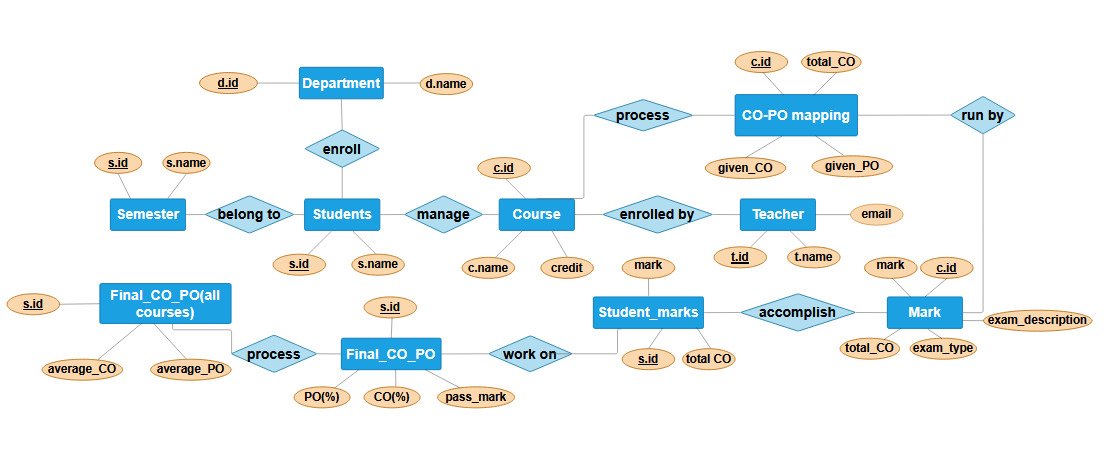 c.id
total_CO
d.id
Department
d.name
process
CO-PO mapping
run by
enroll
s.id
s.name
c.id
given_CO
given_PO
Semester
belong to
Students
manage
Course
enrolled by
Teacher
email
s.id
s.name
c.name
credit
mark
t.id
t.name
mark
c.id
s.id
Final_CO_PO(all
courses)
s.id
Student_marks
accomplish
Mark
exam_description
process
Final_CO_PO
work on
s.id
total CO
total_CO
exam_type
average_CO
average_PO
PO(%)
CO(%)
pass_mark